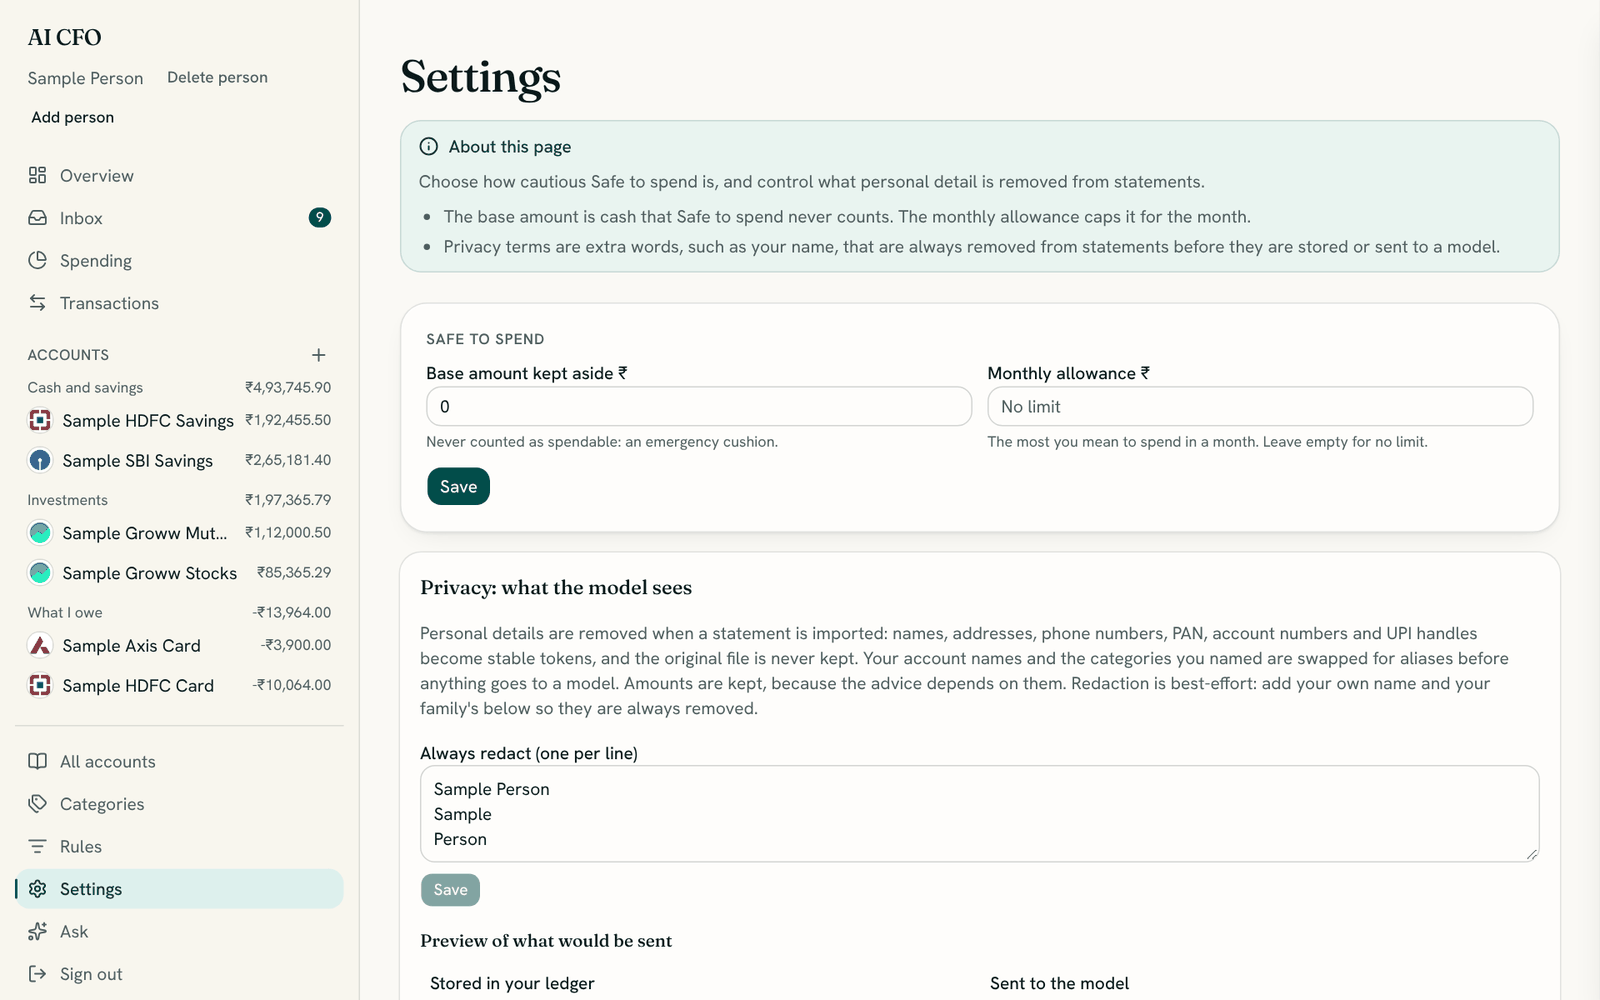 AI CFO
Sample Person Delete person
Add person
Overview
Inbox 9
Spending
Transactions
ACCOUNTS
Cash and savings ₹4,93,745.90
Sample HDFC Savings ₹1,92,455.50
Sample SBI Savings ₹2,65,181.40
Investments ₹1,97,365.79
Sample Groww Mut... ₹1,12,000.50
Sample Groww Stocks ₹85,365.29
What I owe -₹13,964.00
Sample Axis Card -₹3,900.00
Sample HDFC Card -₹10,064.00
All accounts
Categories
Rules
Settings
Ask
Sign out
Settings
About this page
Choose how cautious Safe to spend is, and control what personal detail is removed from statements.
• The base amount is cash that Safe to spend never counts. The monthly allowance caps it for the month.
• Privacy terms are extra words, such as your name, that are always removed from statements before they are stored or sent to a model.
SAFE TO SPEND
Base amount kept aside ₹ Monthly allowance ₹
0 No limit
Never counted as spendable: an emergency cushion. The most you mean to spend in a month. Leave empty for no limit.
Save
Privacy: what the model sees
Personal details are removed when a statement is imported: names, addresses, phone numbers, PAN, account numbers and UPI handles
become stable tokens, and the original file is never kept. Your account names and the categories you named are swapped for aliases before
anything goes to a model. Amounts are kept, because the advice depends on them. Redaction is best-effort: add your own name and your
family's below so they are always removed.
Always redact (one per line)
Sample Person
Sample
Person
Save
Preview of what would be sent
Stored in your ledger Sent to the model